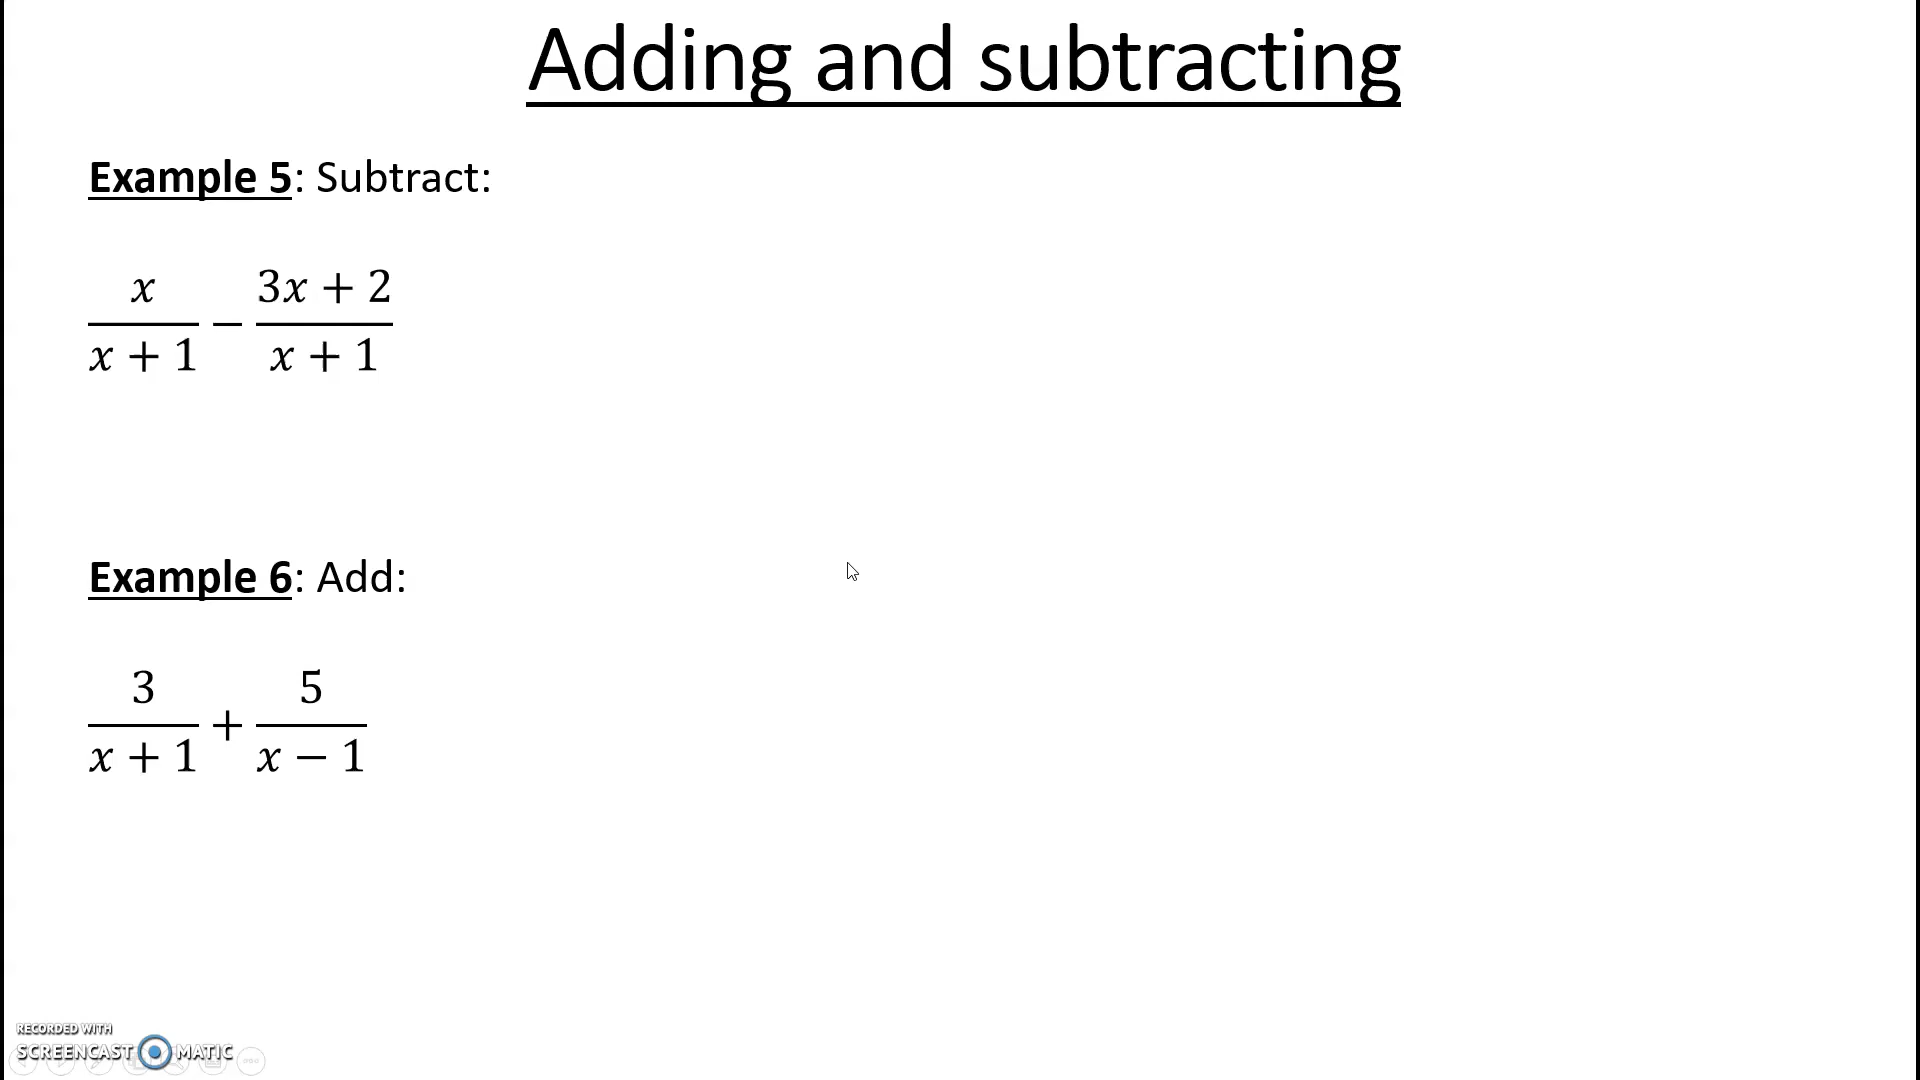 Adding and subtracting
Example 5: Subtract:
x/(x + 1) − (3x + 2)/(x + 1)
Example 6: Add:
3/(x + 1) + 5/(x − 1)
RECORDED WITH
SCREENCAST MATIC